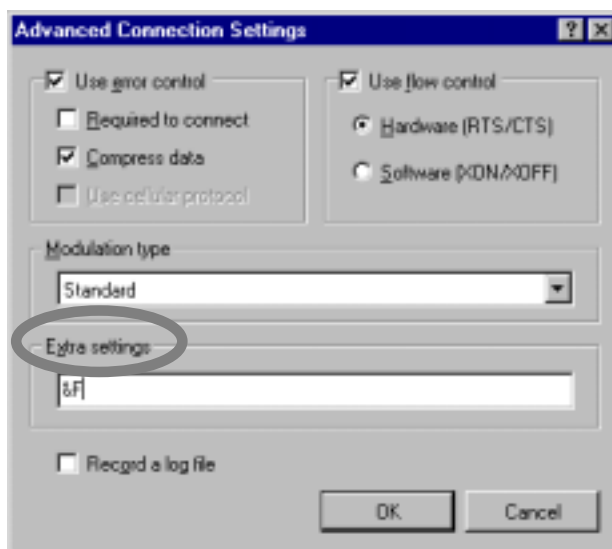 Advanced Connection Settings
Use error control
Required to connect
Compress data
Use cellular protocol
Use flow control
Hardware (RTS/CTS)
Software (XON/XOFF)
Modulation type
Standard
Extra settings
&F
Record a log file
OK
Cancel